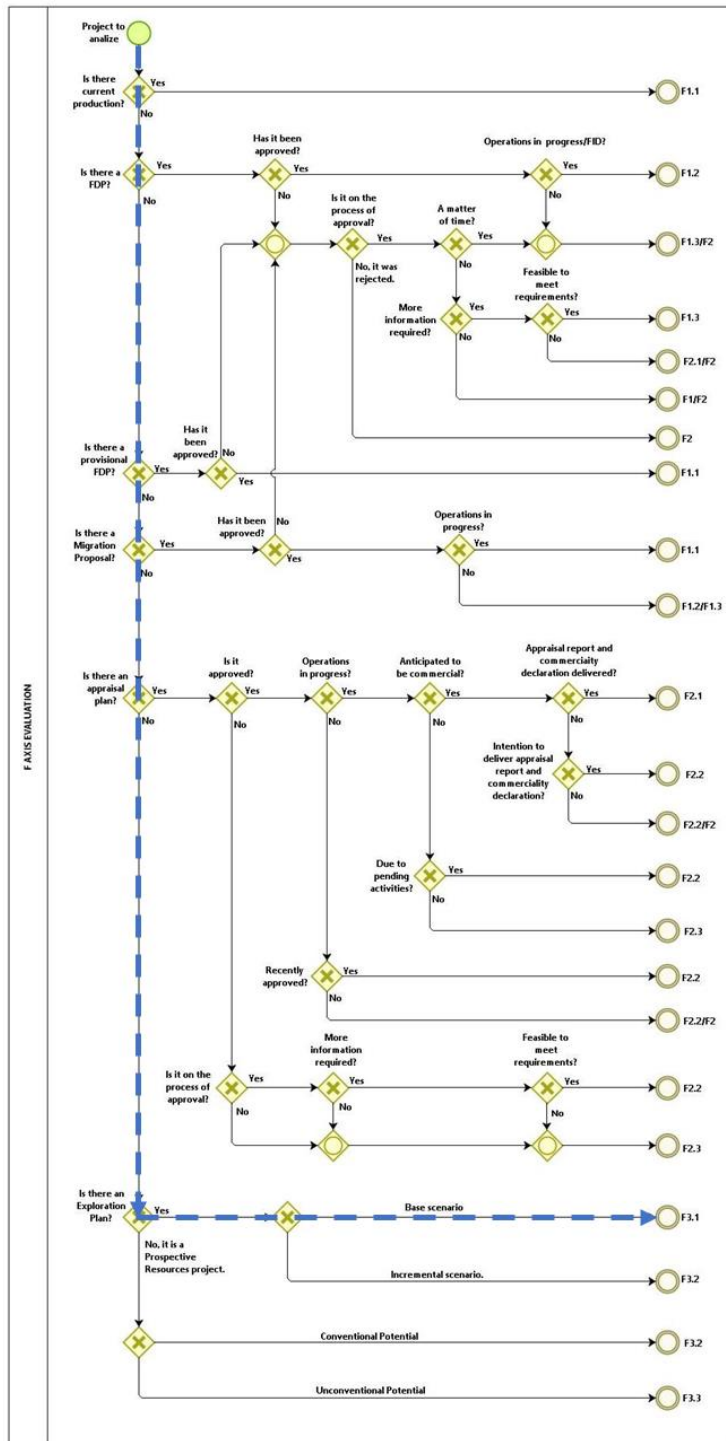 F AXIS EVALUATION
Project to
analize
Is there
current
production?
Yes
No
F1.1
Is there a
FDP?
Yes
No
Has it been
approved?
Yes
No
Operations in progress/FID?
Yes
No
F1.2
Is it on the
process of
approval?
Yes
No, it was
rejected.
A matter
of time?
Yes
No
F1.3/F2
More
information
required?
Yes
No
Feasible to
meet
requirements?
Yes
No
F1.3
F2.1/F2
F1/F2
F2
Is there a
provisional
FDP?
Yes
No
Has it
been
approved?
No
Yes
F1.1
Is there a
Migration
Proposal?
Yes
No
Has it been
approved?
No
Yes
Operations in
progress?
Yes
No
F1.1
F1.2/F1.3
Is there an
appraisal
plan?
Yes
No
Is it
approved?
Yes
No
Operations
in progress?
Yes
No
Anticipated to
be commercial?
Yes
No
Appraisal report and
commerciaity
declaration delivered?
Yes
No
F2.1
Intention to
deliver appraisal
report and
commerciality
declaration?
Yes
No
F2.2
F2.2/F2
Due to
pending
activities?
Yes
No
F2.2
F2.3
Recently
approved?
Yes
No
F2.2
F2.2/F2
Is it on the
process of
approval?
Yes
No
More
information
required?
Yes
No
Feasible to
meet
requirements?
Yes
No
F2.2
F2.3
Is there an
Exploration
Plan?
Yes
No, it is a
Prospective
Resources project.
Base scenario
F3.1
Incremental scenario.
F3.2
Conventional Potential
F3.2
Unconventional Potential
F3.3